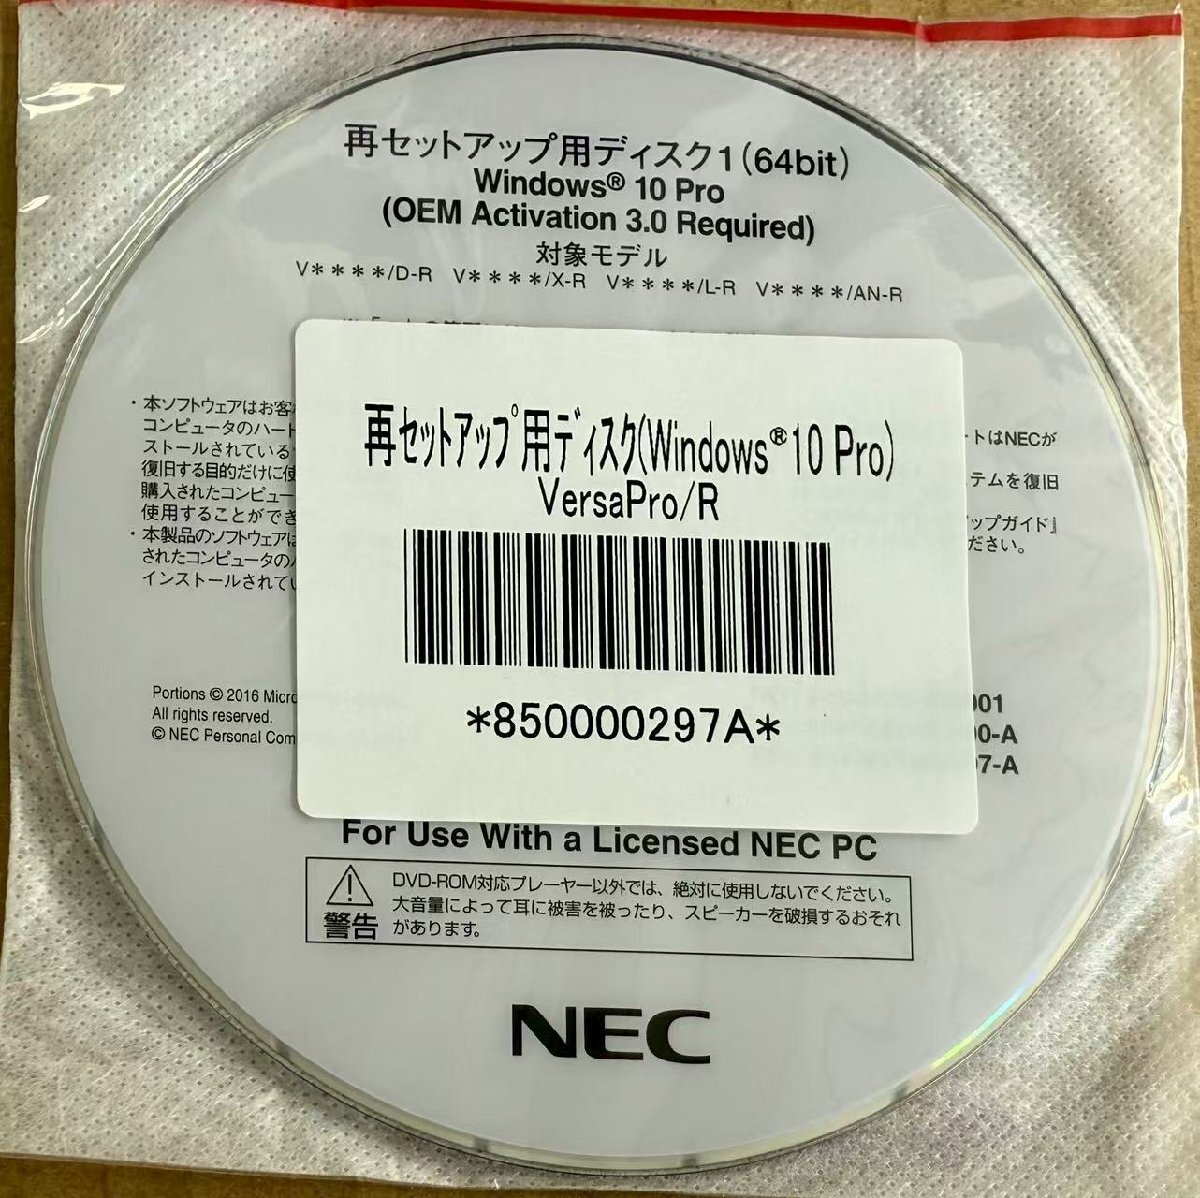 再セットアップ用ディスク1(64bit)
Windows® 10 Pro
(OEM Activation 3.0 Required)
対象モデル
V****/D-R V****/X-R V****/L-R V****/AN-R
・本ソフトウェアはお客
コンピュータのハート
ストールされている
復旧する目的だけに使
購入されたコンピュー
使用することができ
・本製品のソフトウェアは
されたコンピュータの
インストールされて
ートはNECが
テムを復旧
ップガイド』
ださい。
再セットアップ用ディスク(Windows®10 Pro)
VersaPro/R
*850000297A*
Portions © 2016 Micro
All rights reserved.
© NEC Personal Com
001
00-A
97-A
For Use With a Licensed NEC PC
警告
DVD-ROM対応プレーヤー以外では、絶対に使用しないでください。
大音量によって耳に被害を被ったり、スピーカーを破損するおそれ
があります。
NEC